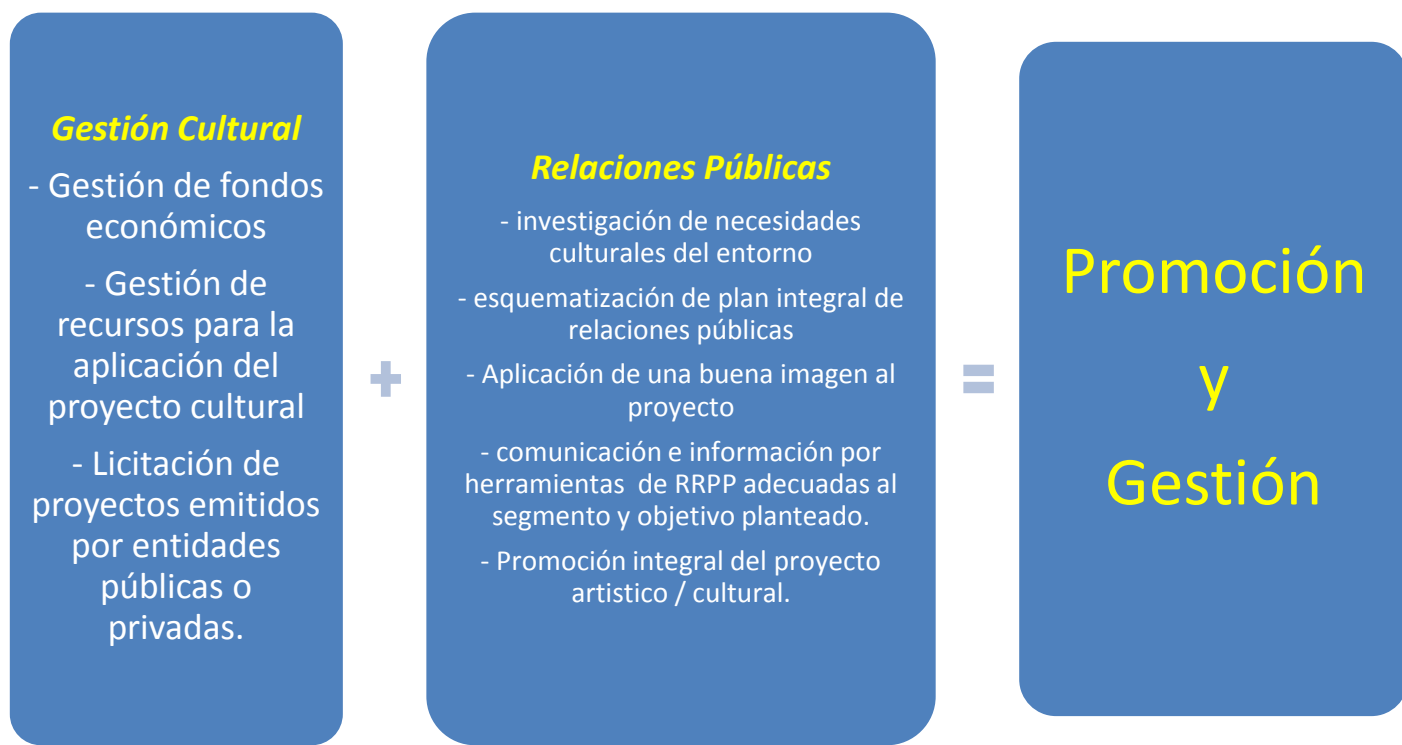 Gestión Cultural
- Gestión de fondos
económicos
- Gestión de
recursos para la
aplicación del
proyecto cultural
- Licitación de
proyectos emitidos
por entidades
públicas o
privadas.
+
Relaciones Públicas
- investigación de necesidades
culturales del entorno
- esquematización de plan integral de
relaciones públicas
- Aplicación de una buena imagen al
proyecto
- comunicación e información por
herramientas  de RRPP adecuadas al
segmento y objetivo planteado.
- Promoción integral del proyecto
artistico / cultural.
=
Promoción
y
Gestión